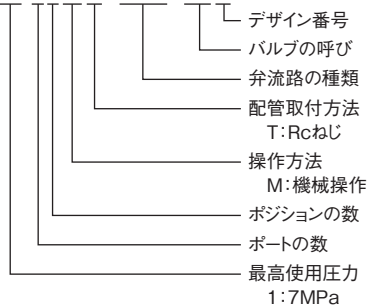 デザイン番号
バルブの呼び
弁流路の種類
配管取付方法
T:Rcねじ
操作方法
M:機械操作
ポジションの数
ポートの数
最高使用圧力
1:7MPa